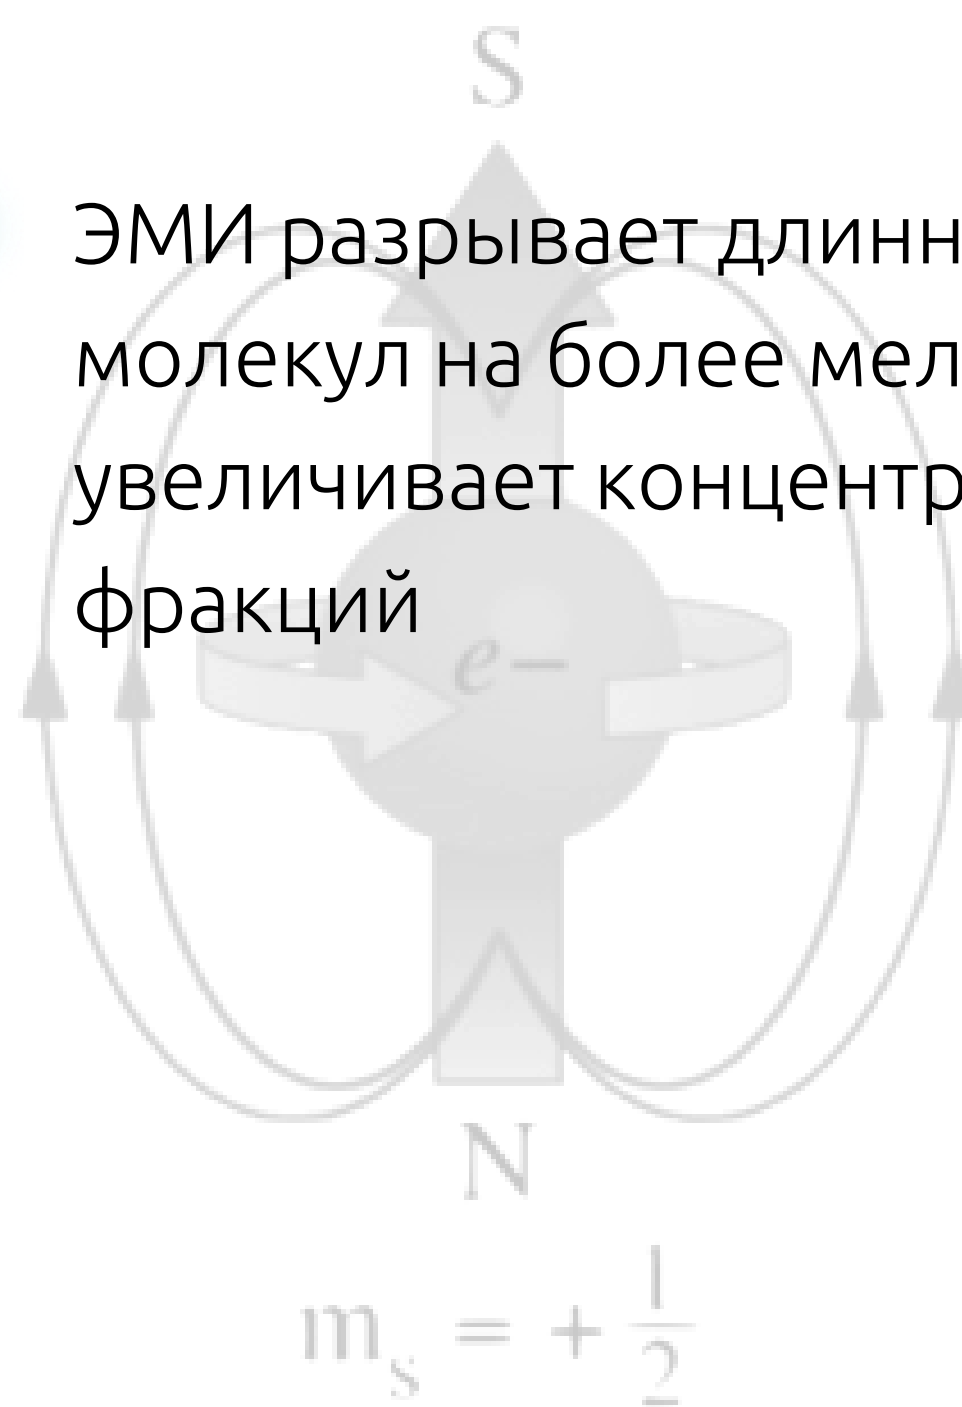 S
ЭМИ разрывает длинн
молекул на более мел
увеличивает концентр
фракций
e−
N
m_s = + 1/2